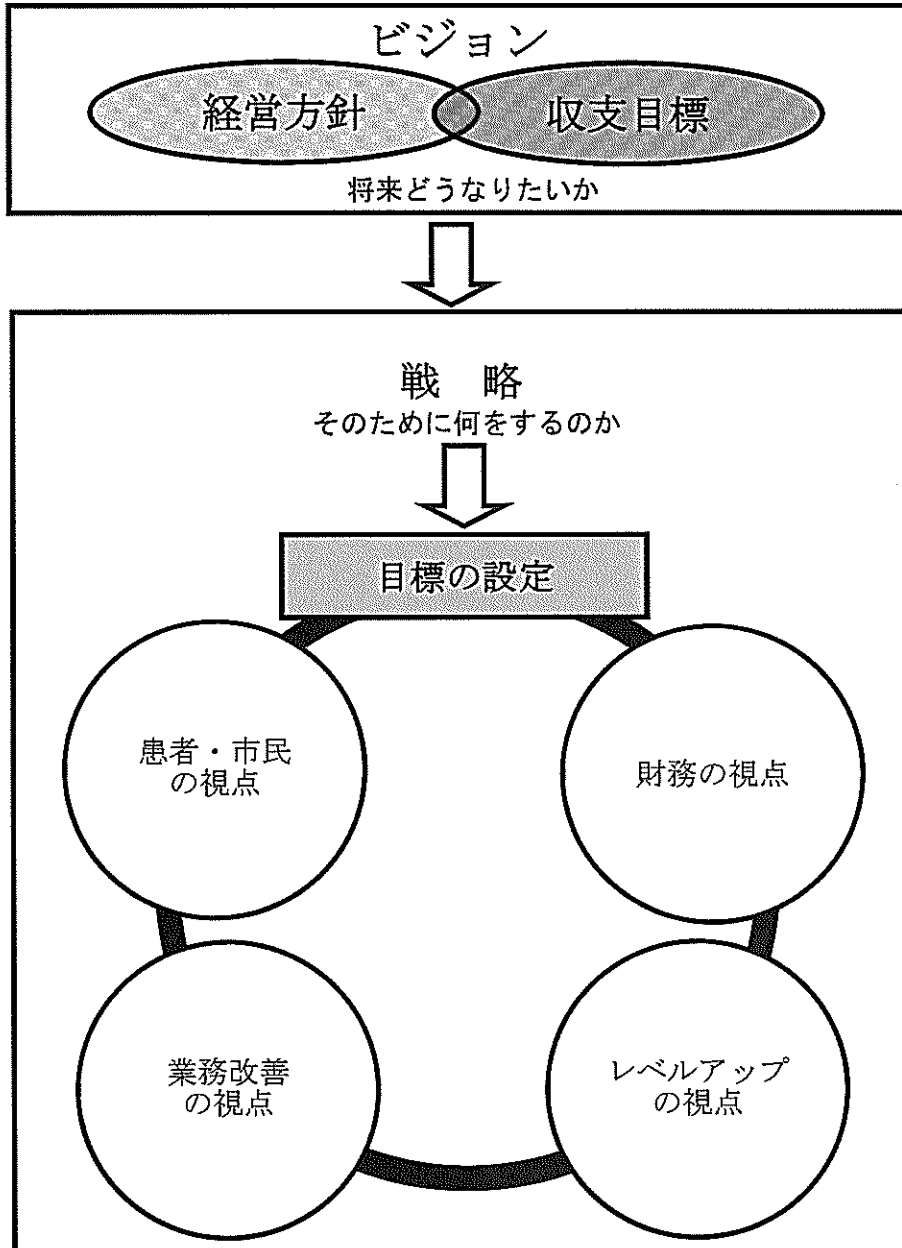 ビジョン
経営方針
収支目標
将来どうなりたいか
戦　略
そのために何をするのか
目標の設定
患者・市民
の視点
財務の視点
業務改善
の視点
レベルアップ
の視点